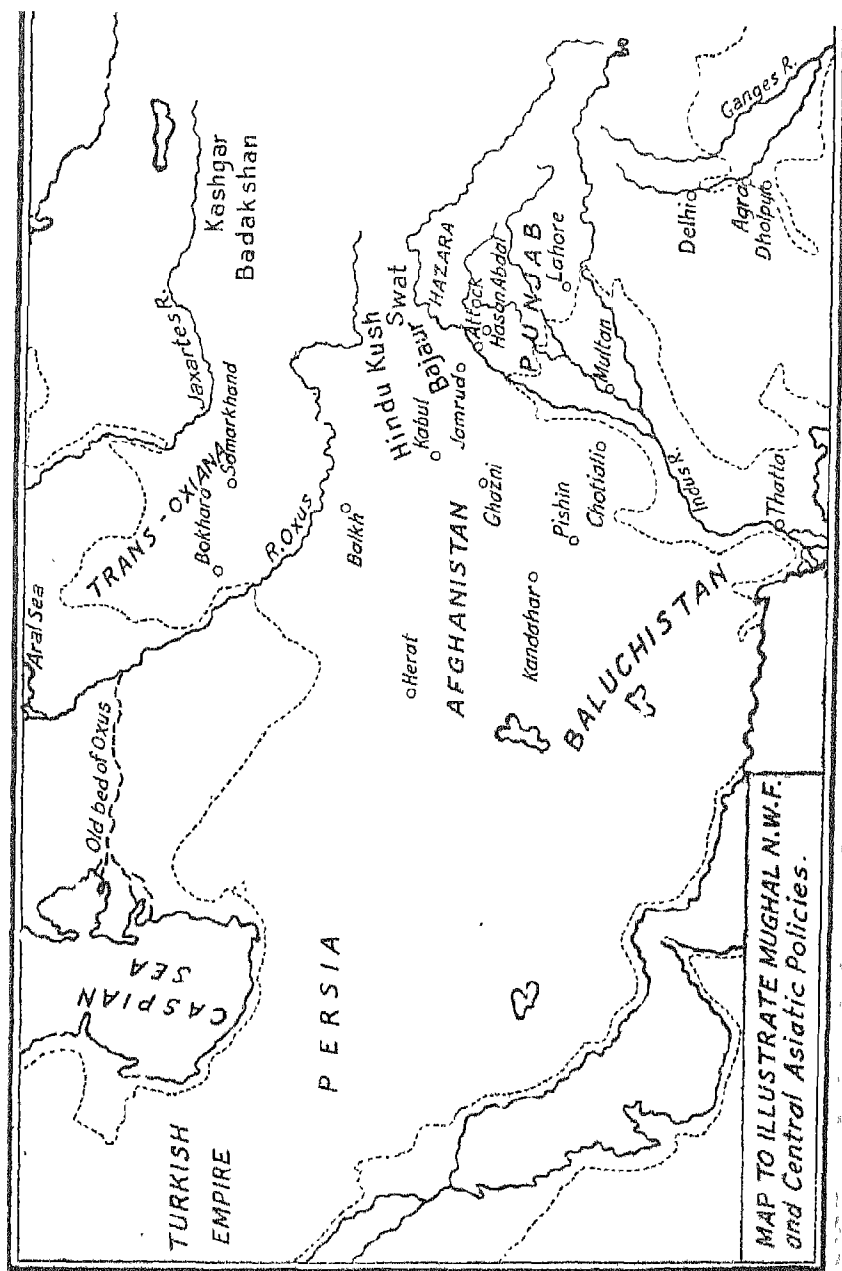 Aral Sea
Old bed of Oxus
CASPIAN
SEA
TURKISH
EMPIRE
PERSIA
TRANS-OXIANA
Bokhara
Samarkhand
Jaxartes R.
Kashgar
Badakshan
R. Oxus
Balkh
Herat
AFGHANISTAN
Hindu Kush
Kabul
Swat
Bajaur
HAZARA
Jamrud
Attock
Hasan Abdal
PUNJAB
Lahore
Ghazni
Pishin
Chotiali
Kandahar
Multan
BALUCHISTAN
Indus R.
Thatta
Delhi
Agra
Dholpur
Ganges R.
MAP TO ILLUSTRATE MUGHAL N.W.F.
and Central Asiatic Policies.